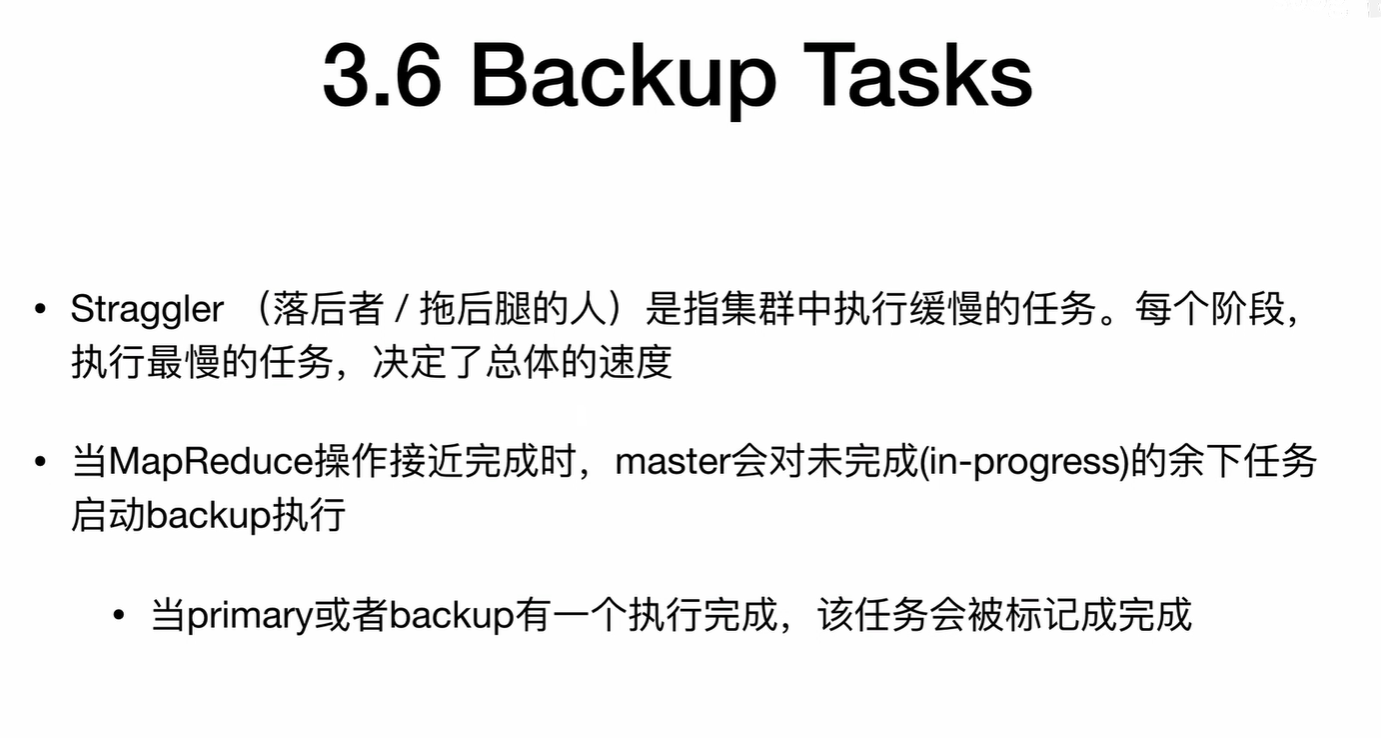 3.6 Backup Tasks
• Straggler （落后者 / 拖后腿的人）是指集群中执行缓慢的任务。每个阶段，
执行最慢的任务，决定了总体的速度
• 当MapReduce操作接近完成时，master会对未完成(in-progress)的余下任务
启动backup执行
• 当primary或者backup有一个执行完成，该任务会被标记成完成